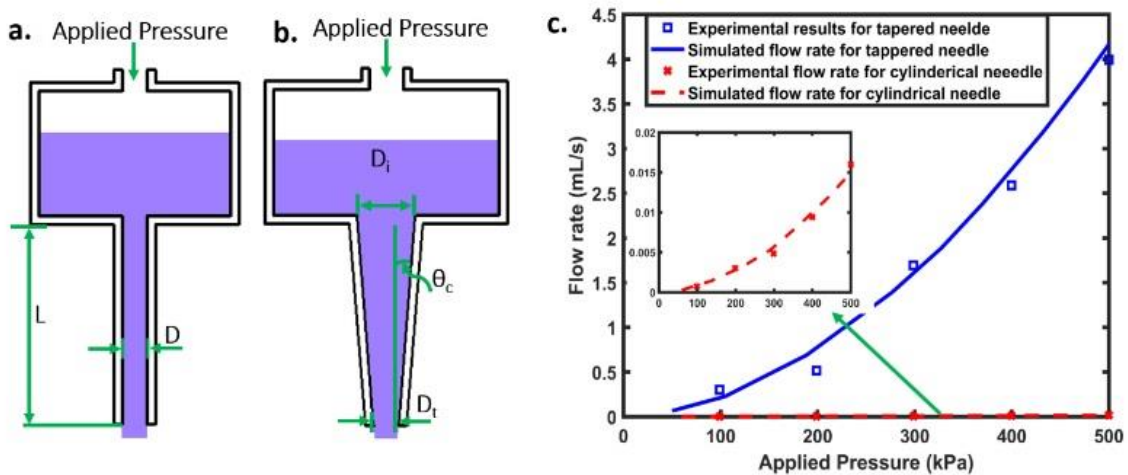 a.
Applied Pressure
L
D
b.
Applied Pressure
Di
θc
Dt
c.
Experimental results for tapered neelde
Simulated flow rate for tappered needle
Experimental flow rate for cylinderical neeedle
Simulated flow rate for cylindrical needle
Flow rate (mL/s)
4.5
4
3.5
3
2.5
2
1.5
1
0.5
0
0.02
0.015
0.01
0.005
0
0 100 200 300 400 500
0 100 200 300 400 500
Applied Pressure (kPa)